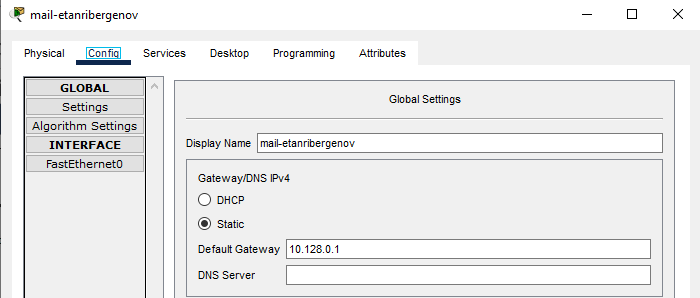 mail-etanribergenov
Physical Config Services Desktop Programming Attributes
GLOBAL
Settings
Algorithm Settings
INTERFACE
FastEthernet0
Global Settings
Display Name mail-etanribergenov
Gateway/DNS IPv4
DHCP
Static
Default Gateway 10.128.0.1
DNS Server